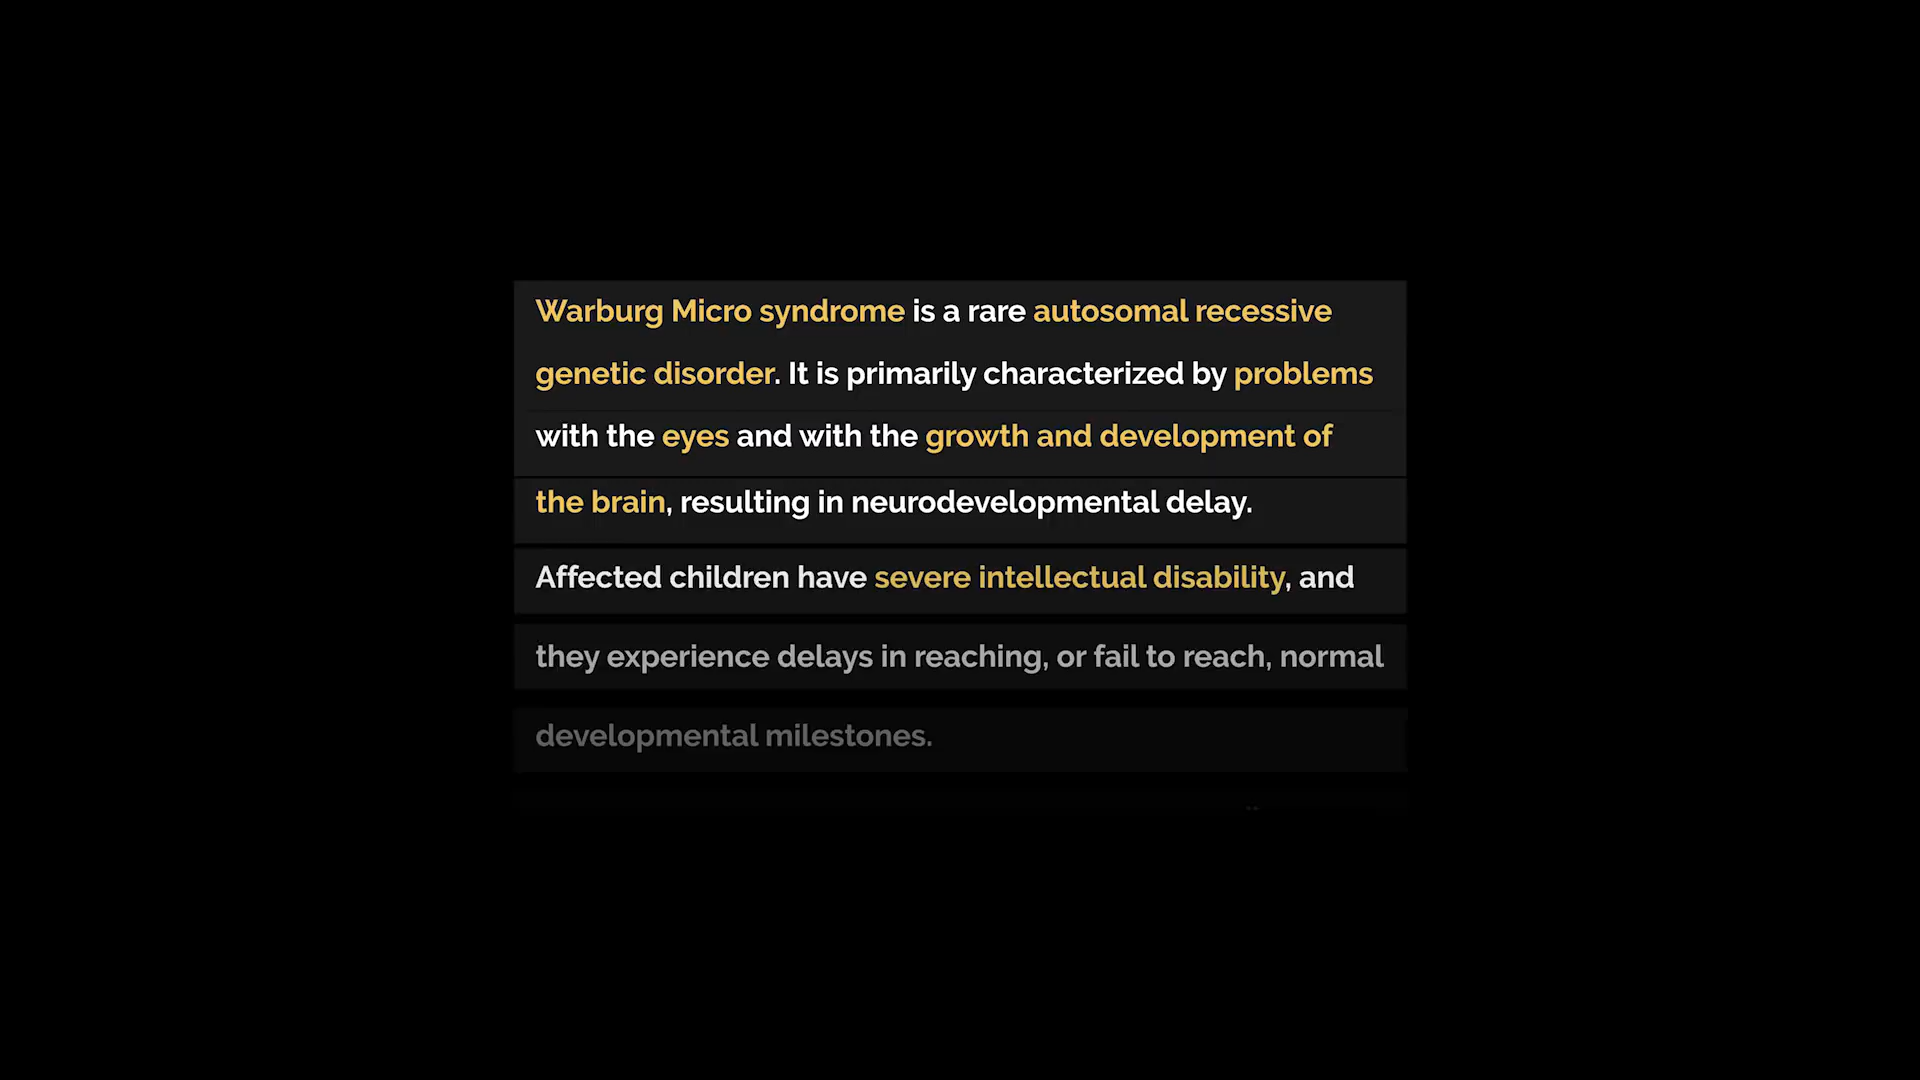 Warburg Micro syndrome is a rare autosomal recessive
genetic disorder. It is primarily characterized by problems
with the eyes and with the growth and development of
the brain, resulting in neurodevelopmental delay.
Affected children have severe intellectual disability, and
they experience delays in reaching, or fail to reach, normal
developmental milestones.